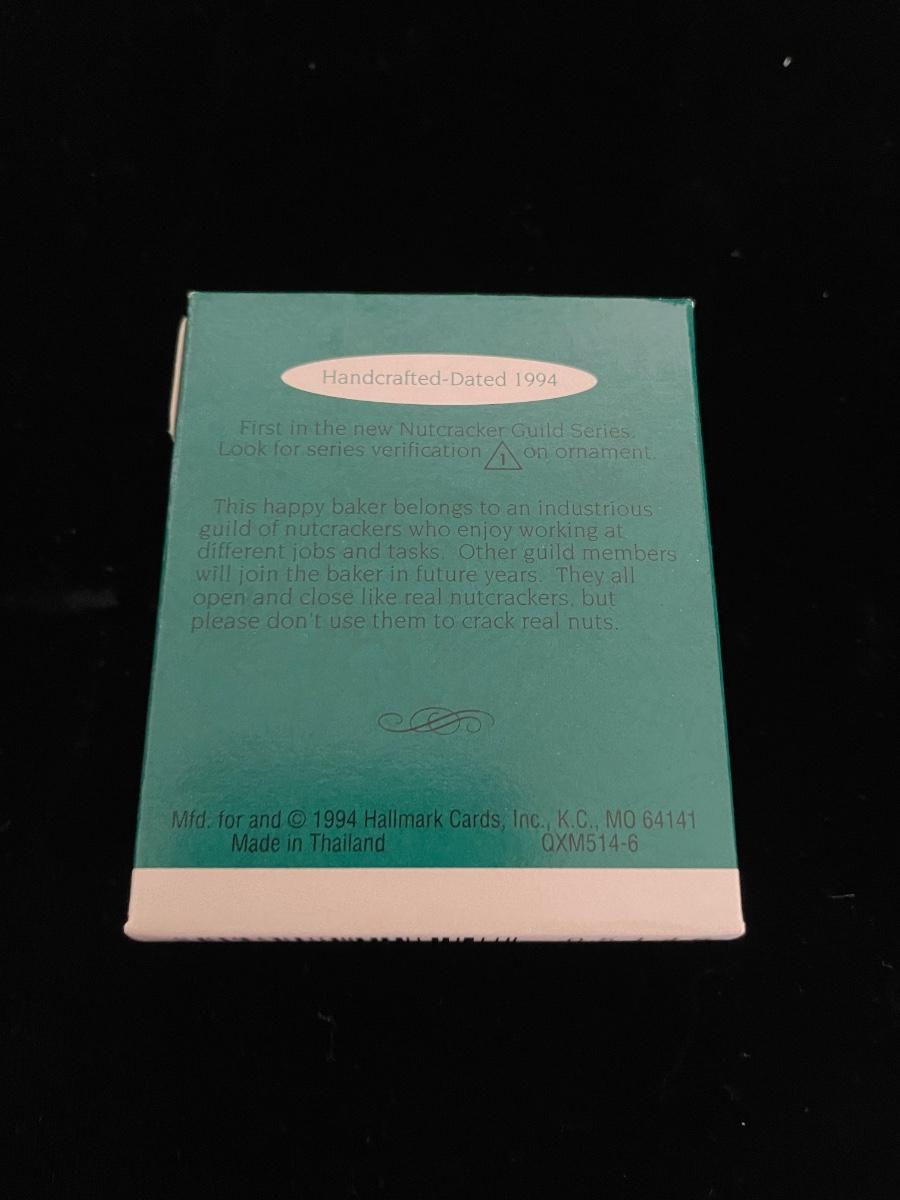 Handcrafted-Dated 1994
First in the new Nutcracker Guild Series.
Look for series verification 1 on ornament.
This happy baker belongs to an industrious
guild of nutcrackers who enjoy working at
different jobs and tasks. Other guild members
will join the baker in future years. They all
open and close like real nutcrackers, but
please don't use them to crack real nuts.
Mfd. for and © 1994 Hallmark Cards, Inc., K.C., MO 64141
Made in Thailand QXM514-6